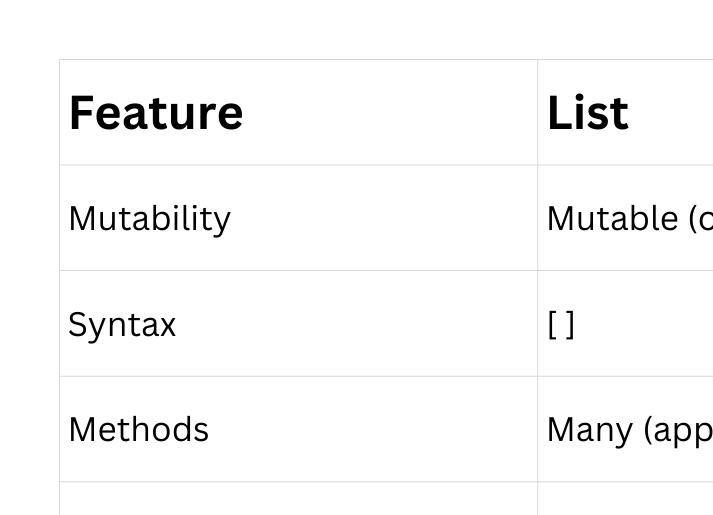 Feature List
Mutability Mutable (
Syntax [ ]
Methods Many (app